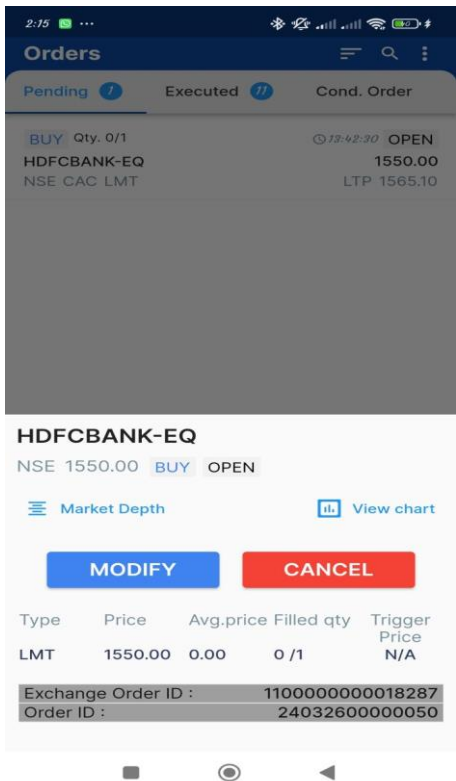 2:15 ...
Orders
Pending 1 Executed 11 Cond. Order
BUY Qty. 0/1 13:42:30 OPEN
HDFCBANK-EQ 1550.00
NSE CAC LMT LTP 1565.10
HDFCBANK-EQ
NSE 1550.00 BUY OPEN
Market Depth View chart
MODIFY CANCEL
Type Price Avg.price Filled qty Trigger
Price
LMT 1550.00 0.00 0 /1 N/A
Exchange Order ID : 1100000000018287
Order ID : 24032600000050